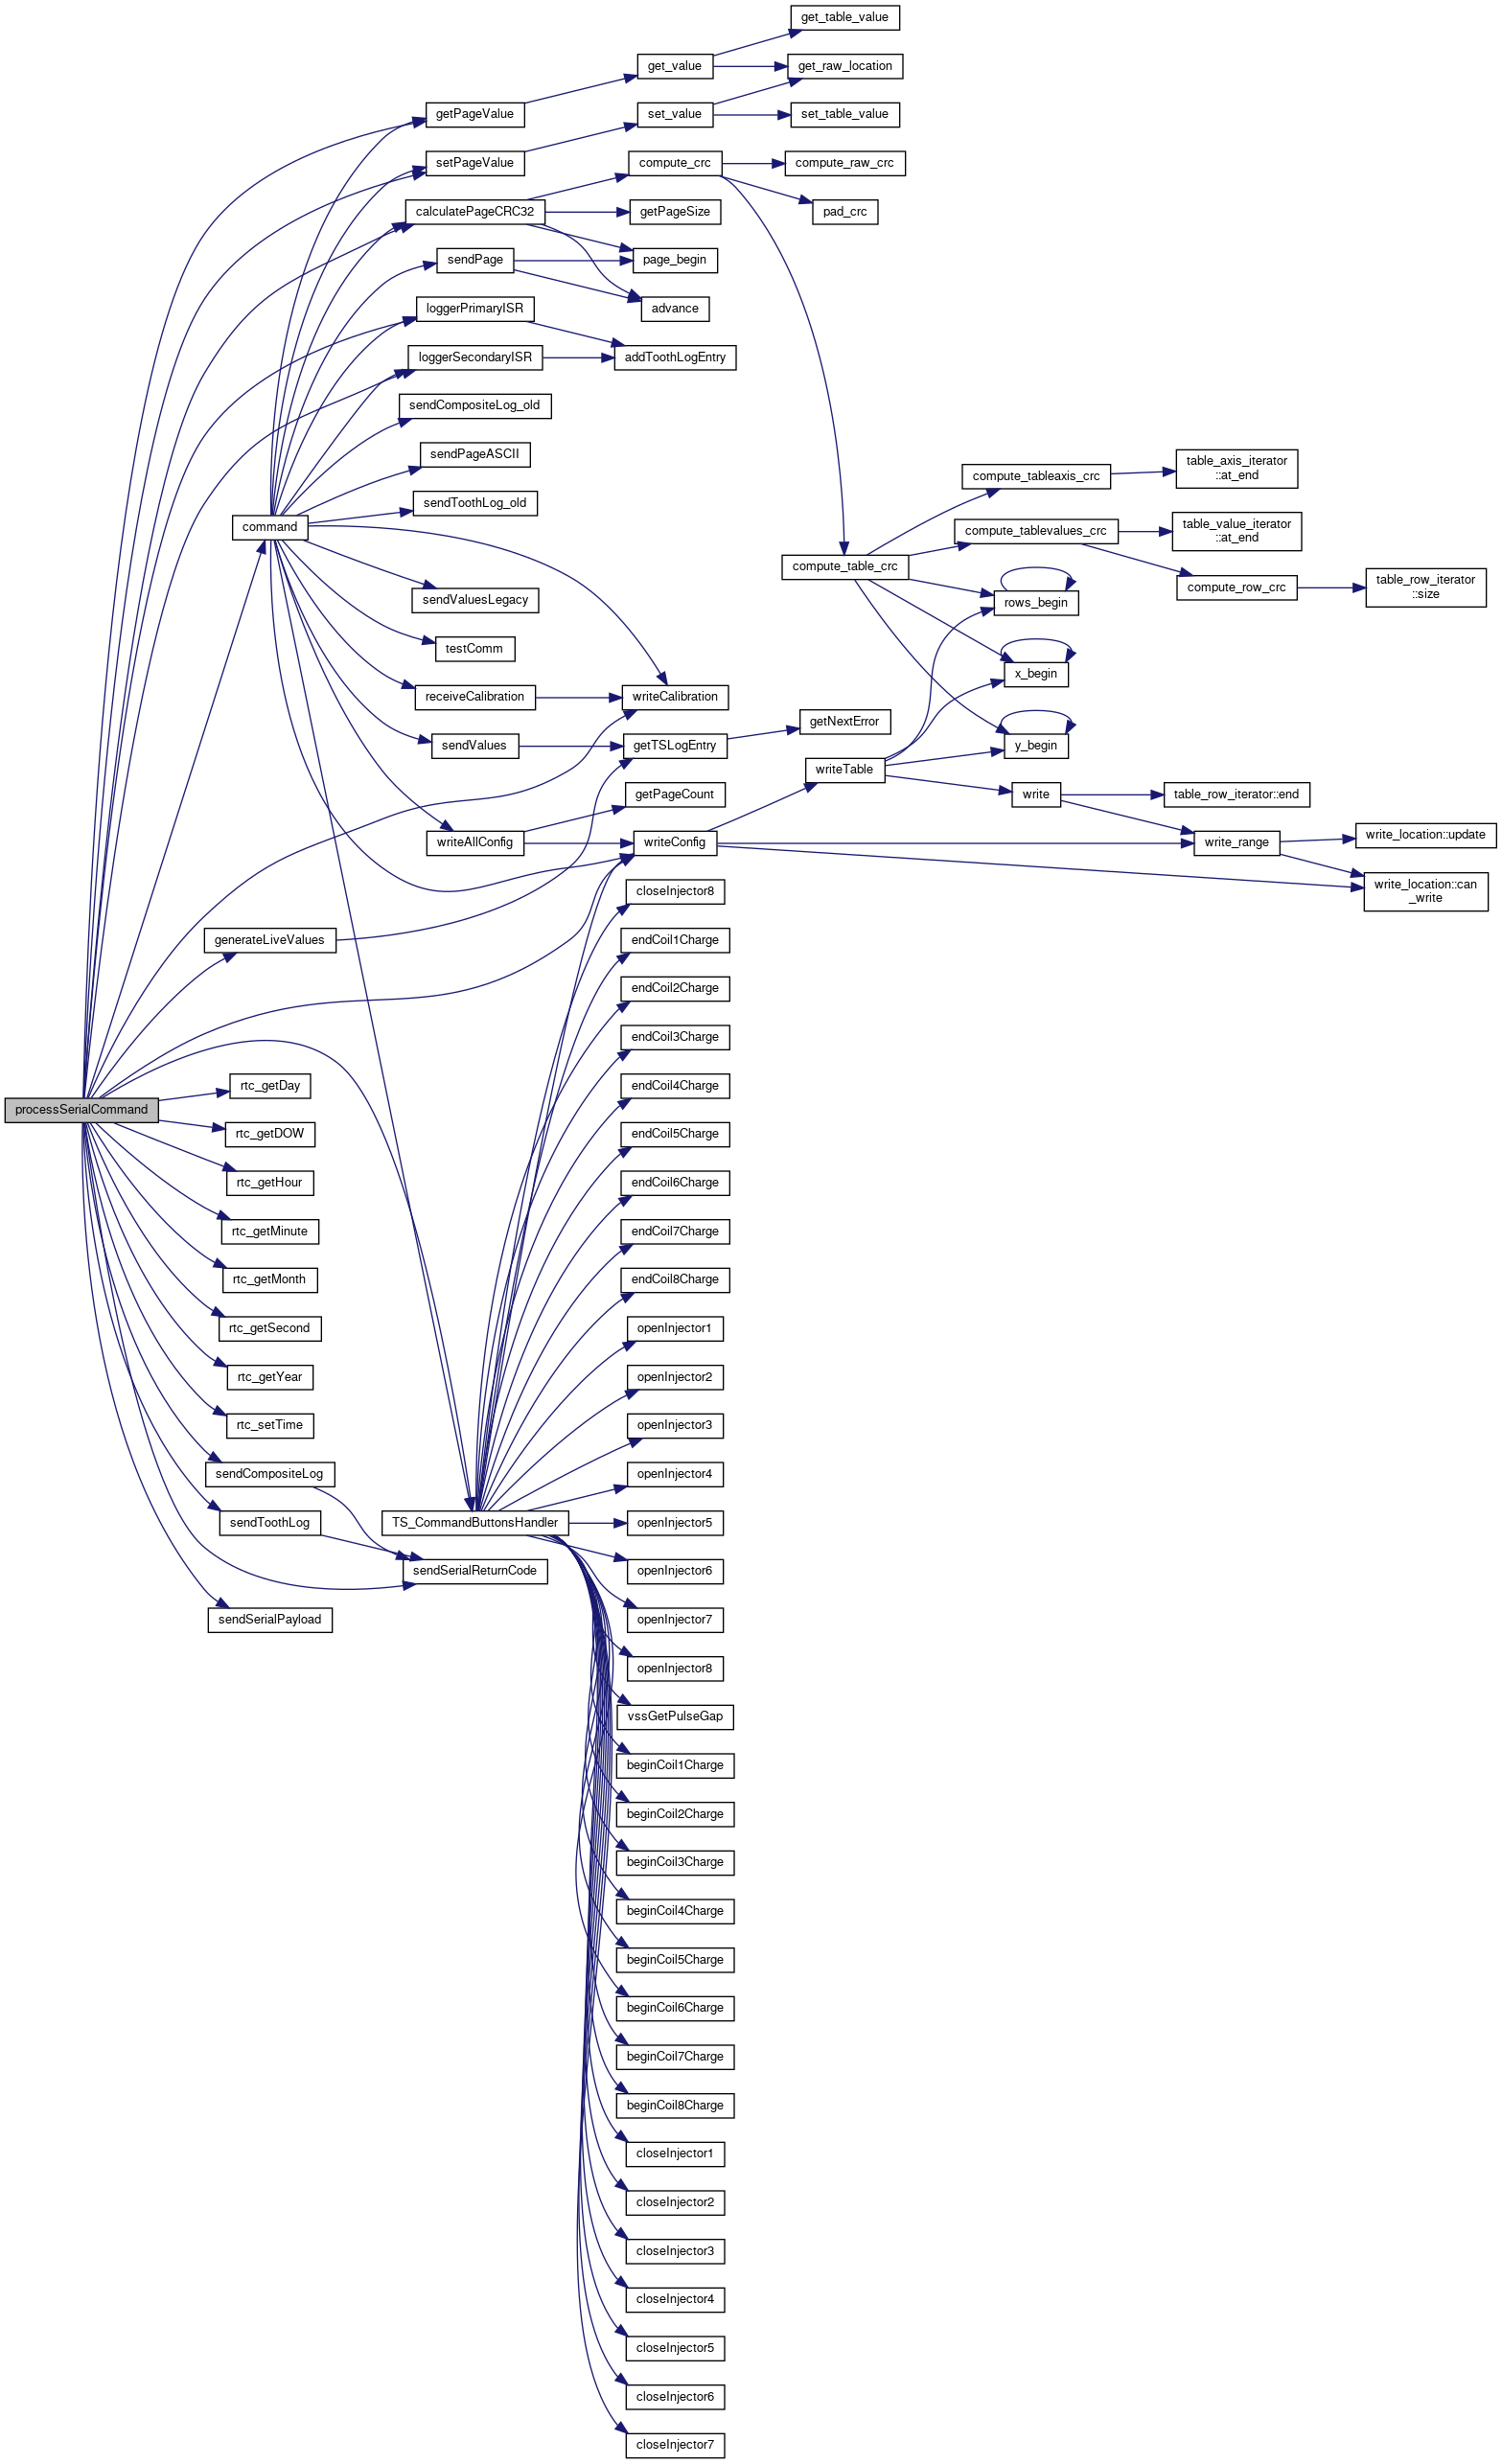 get_table_value
get_value
get_raw_location
getPageValue
set_value
set_table_value
setPageValue
compute_crc
compute_raw_crc
calculatePageCRC32
getPageSize
pad_crc
sendPage
page_begin
loggerPrimaryISR
advance
loggerSecondaryISR
addToothLogEntry
sendCompositeLog_old
sendPageASCII
table_axis_iterator
::at_end
compute_tableaxis_crc
sendToothLog_old
command
compute_tablevalues_crc
table_value_iterator
::at_end
compute_table_crc
sendValuesLegacy
rows_begin
compute_row_crc
table_row_iterator
::size
testComm
x_begin
receiveCalibration
writeCalibration
getNextError
sendValues
getTSLogEntry
y_begin
writeTable
getPageCount
write
table_row_iterator::end
writeAllConfig
writeConfig
write_range
write_location::update
write_location::can
_write
closeInjector8
generateLiveValues
endCoil1Charge
endCoil2Charge
endCoil3Charge
rtc_getDay
endCoil4Charge
processSerialCommand
rtc_getDOW
endCoil5Charge
rtc_getHour
endCoil6Charge
rtc_getMinute
endCoil7Charge
rtc_getMonth
endCoil8Charge
rtc_getSecond
openInjector1
rtc_getYear
openInjector2
rtc_setTime
openInjector3
sendCompositeLog
openInjector4
sendToothLog
TS_CommandButtonsHandler
openInjector5
sendSerialReturnCode
openInjector6
sendSerialPayload
openInjector7
openInjector8
vssGetPulseGap
beginCoil1Charge
beginCoil2Charge
beginCoil3Charge
beginCoil4Charge
beginCoil5Charge
beginCoil6Charge
beginCoil7Charge
beginCoil8Charge
closeInjector1
closeInjector2
closeInjector3
closeInjector4
closeInjector5
closeInjector6
closeInjector7